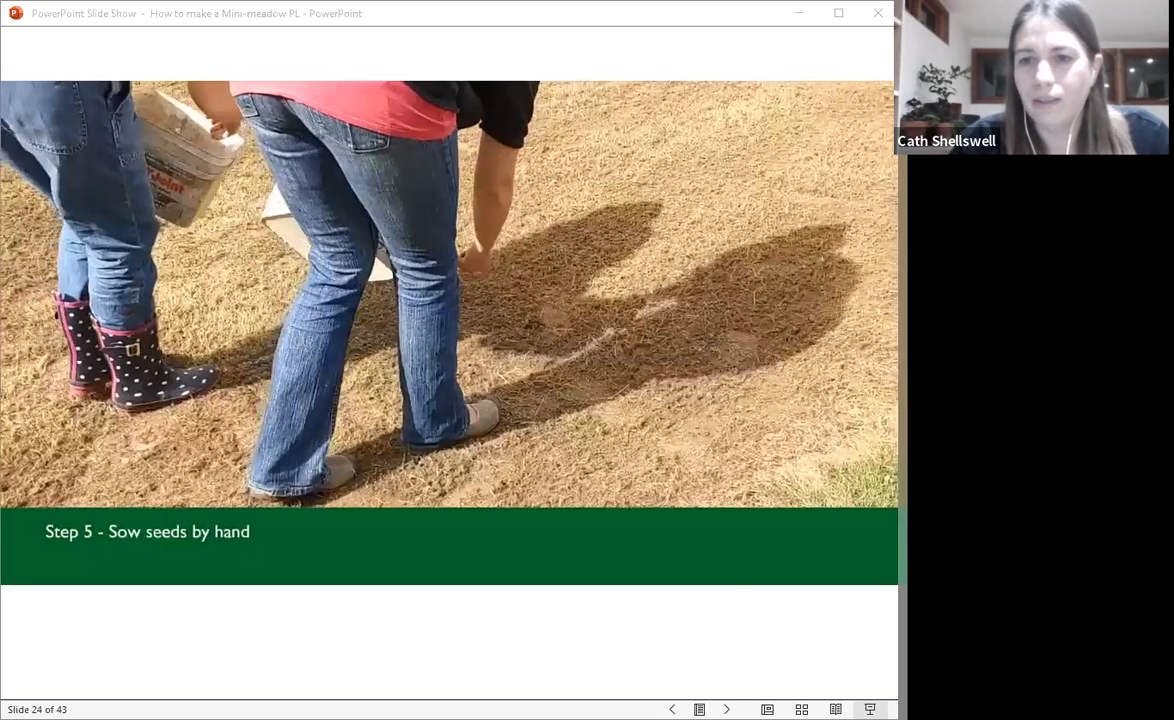 PowerPoint Slide Show - How to make a Mini-meadow PL - PowerPoint
Cath Shellswell
Joint
Step 5 - Sow seeds by hand
Slide 24 of 43